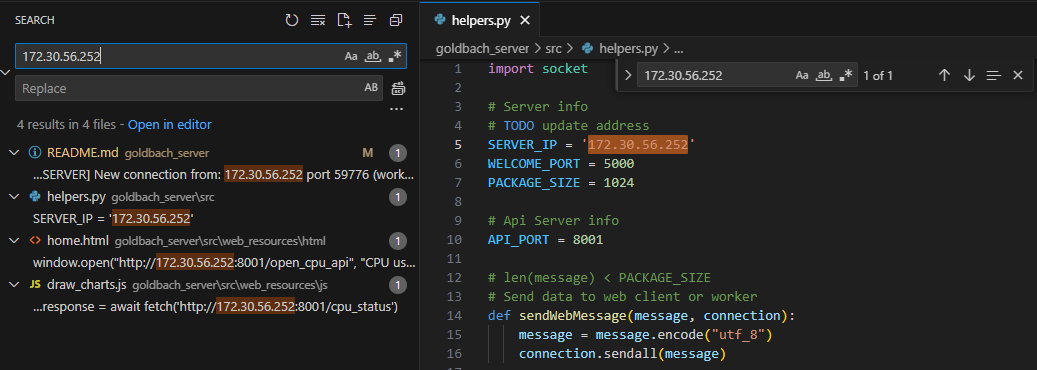 SEARCH
172.30.56.252
Aa ab .*
Replace
AB
...
4 results in 4 files - Open in editor
README.md goldbach_server M 1
...SERVER] New connection from: 172.30.56.252 port 59776 (work...
helpers.py goldbach_server\src 1
SERVER_IP = '172.30.56.252'
home.html goldbach_server\src\web_resources\html 1
window.open("http://172.30.56.252:8001/open_cpu_api", "CPU us...
JS draw_charts.js goldbach_server\src\web_resources\js 1
...response = await fetch('http://172.30.56.252:8001/cpu_status')
helpers.py
goldbach_server > src > helpers.py > ...
172.30.56.252 Aa ab .* 1 of 1
1 import socket
2
3 # Server info
4 # TODO update address
5 SERVER_IP = '172.30.56.252'
6 WELCOME_PORT = 5000
7 PACKAGE_SIZE = 1024
8
9 # Api Server info
10 API_PORT = 8001
11
12 # len(message) < PACKAGE_SIZE
13 # Send data to web client or worker
14 def sendWebMessage(message, connection):
15 message = message.encode("utf_8")
16 connection.sendall(message)